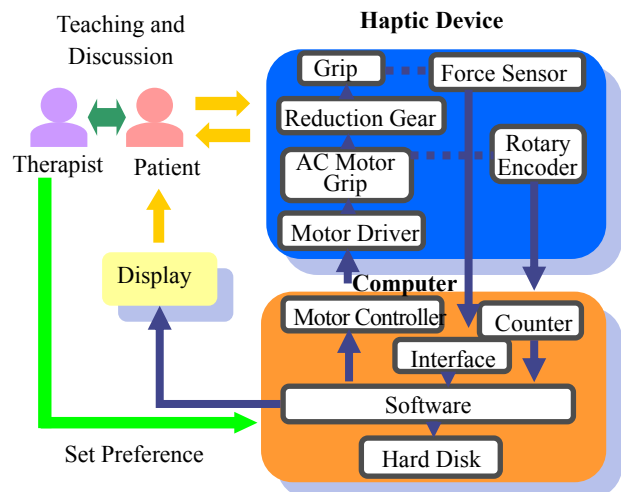 Teaching and
Discussion
Haptic Device
Grip
Force Sensor
Reduction Gear
Rotary
Encoder
AC Motor
Grip
Motor Driver
Therapist
Patient
Display
Computer
Motor Controller
Counter
Interface
Software
Hard Disk
Set Preference